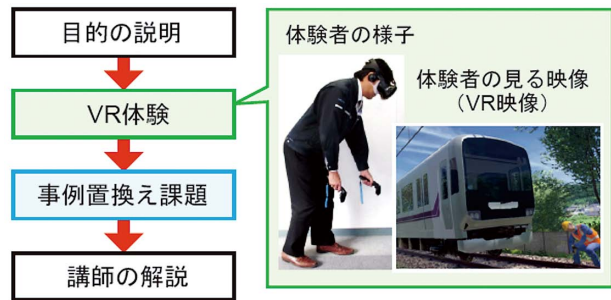 目的の説明
VR体験
事例置換え課題
講師の解説
体験者の様子
体験者の見る映像
（VR映像）